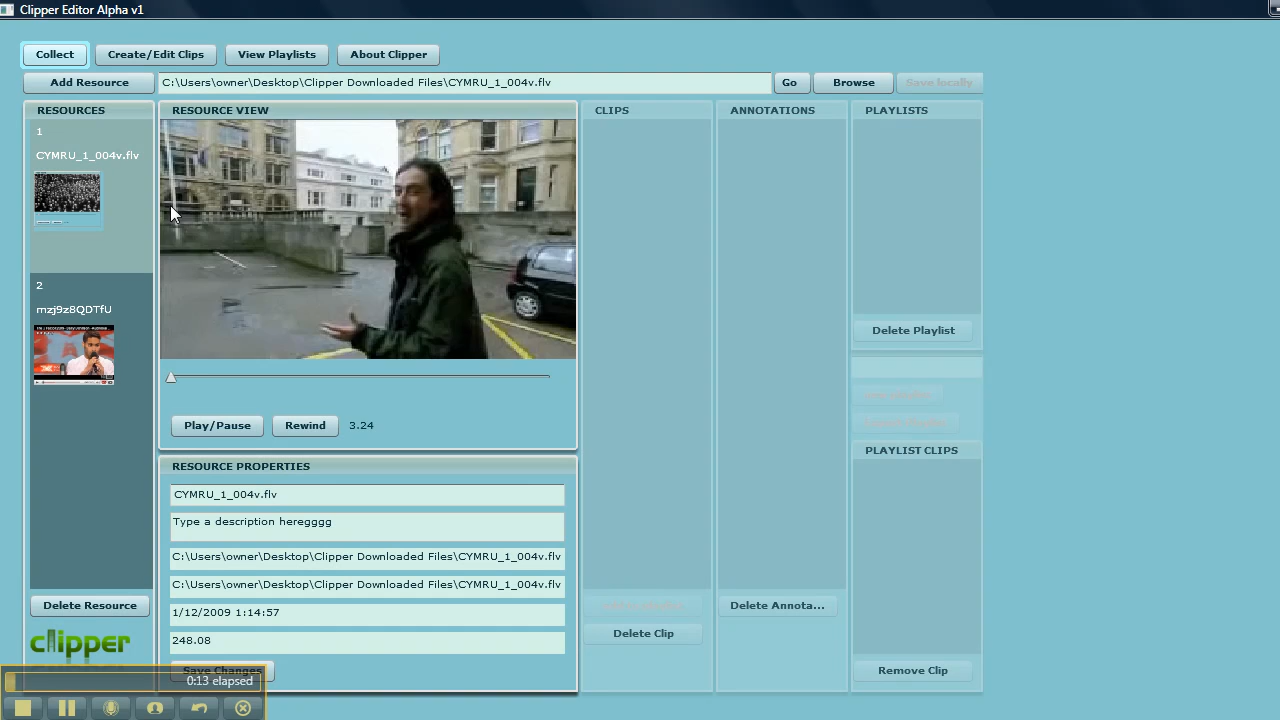 Clipper Editor Alpha v1
Collect
Create/Edit Clips
View Playlists
About Clipper
Add Resource
C:\Users\owner\Desktop\Clipper Downloaded Files\CYMRU_1_004v.flv
Go
Browse
Save locally
RESOURCES
1
CYMRU_1_004v.flv
2
mzj9z8QDTfU
Delete Resource
clipper
RESOURCE VIEW
Play/Pause
Rewind
3.24
RESOURCE PROPERTIES
CYMRU_1_004v.flv
Type a description heregggg
C:\Users\owner\Desktop\Clipper Downloaded Files\CYMRU_1_004v.flv
C:\Users\owner\Desktop\Clipper Downloaded Files\CYMRU_1_004v.flv
1/12/2009 1:14:57
248.08
Save Changes
0:13 elapsed
CLIPS
Delete Clip
ANNOTATIONS
Delete Annota...
PLAYLISTS
Delete Playlist
PLAYLIST CLIPS
Remove Clip